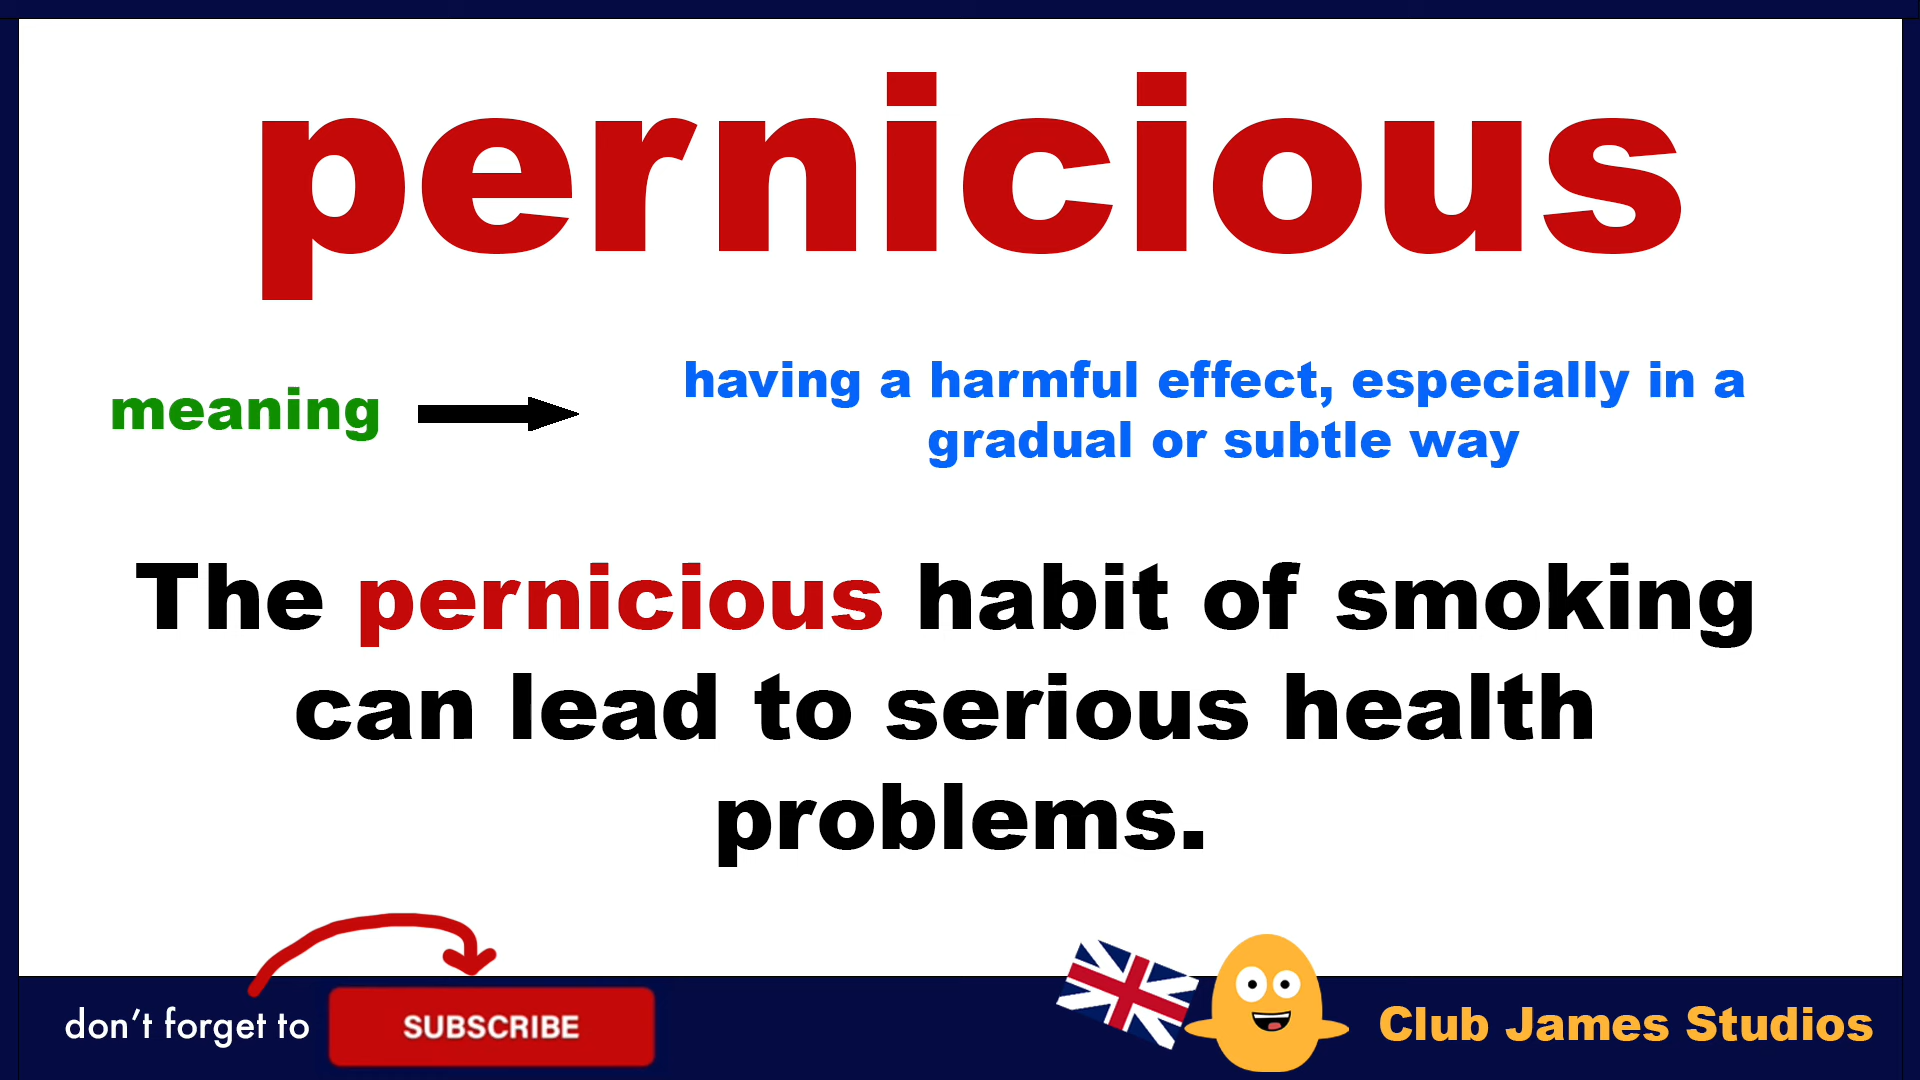 pernicious
meaning
having a harmful effect, especially in a
gradual or subtle way
The pernicious habit of smoking
can lead to serious health
problems.
don't forget to
SUBSCRIBE
Club James Studios